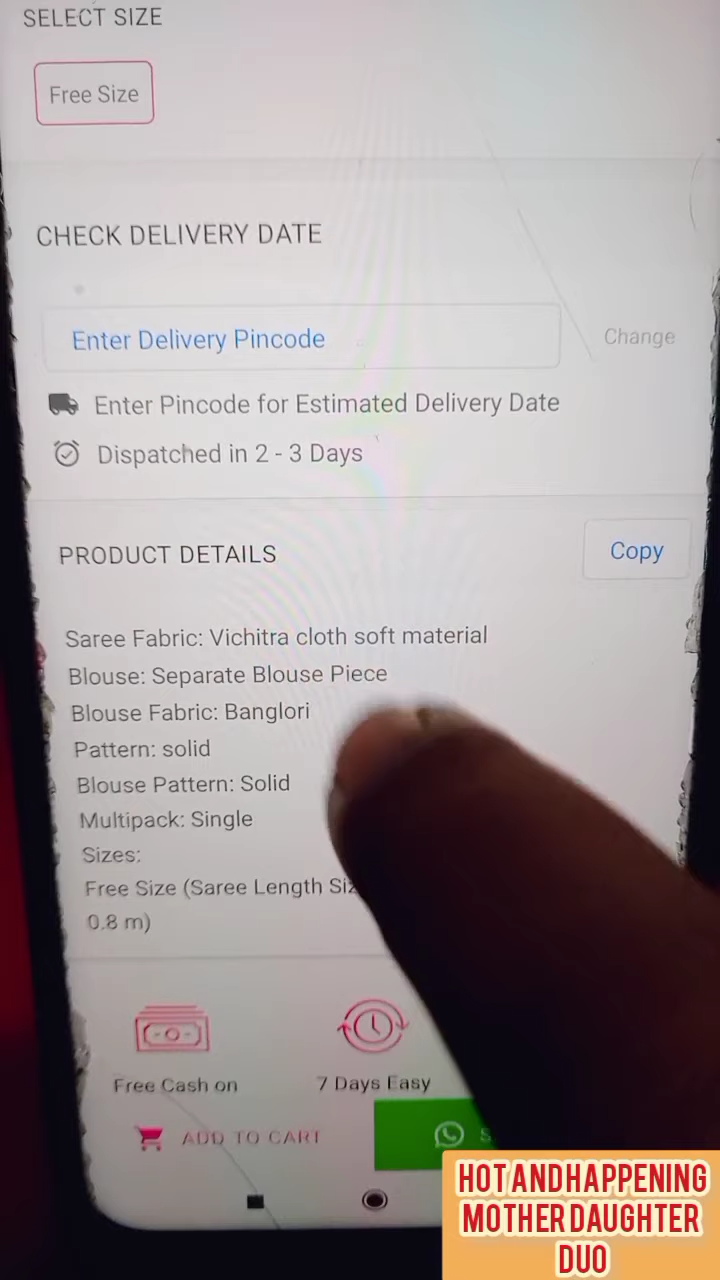 SELECT SIZE
Free Size
CHECK DELIVERY DATE
Enter Delivery Pincode
Change
Enter Pincode for Estimated Delivery Date
Dispatched in 2 - 3 Days
PRODUCT DETAILS
Copy
Saree Fabric: Vichitra cloth soft material
Blouse: Separate Blouse Piece
Blouse Fabric: Banglori
Pattern: solid
Blouse Pattern: Solid
Multipack: Single
Sizes:
Free Size (Saree Length
0.8 m)
Free Cash on
7 Days Easy
ADD TO CART
HOT AND HAPPENING
MOTHER DAUGHTER
DUO